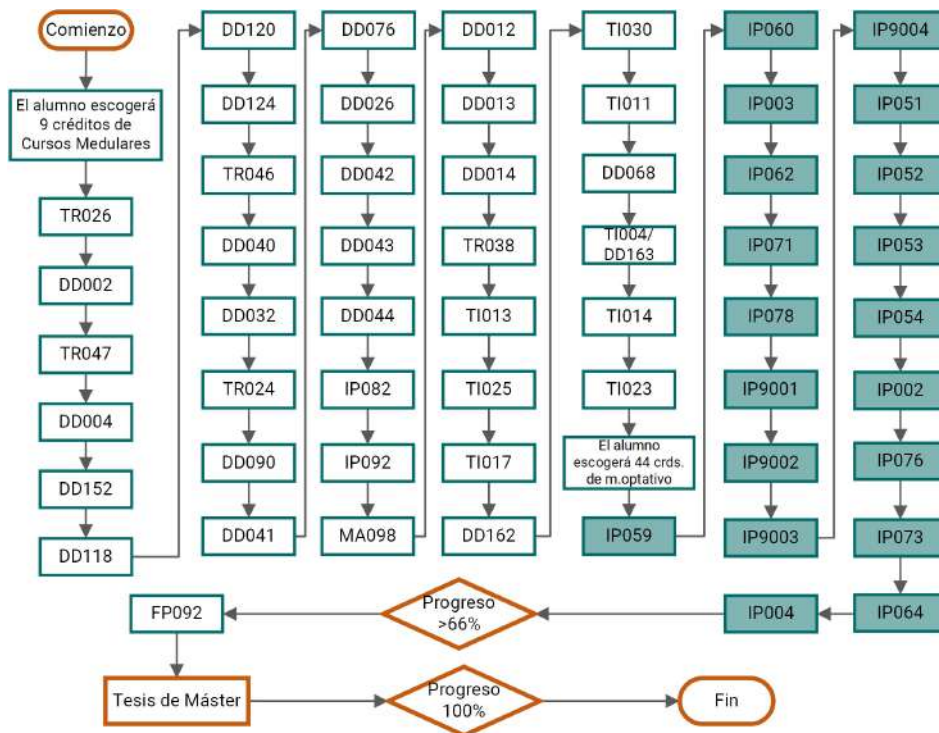 Comienzo
El alumno escogerá
9 créditos de
Cursos Medulares
TR026
DD002
TR047
DD004
DD152
DD118
DD120
DD124
TR046
DD040
DD032
TR024
DD090
DD041
DD076
DD026
DD042
DD043
DD044
IP082
IP092
MA098
DD012
DD013
DD014
TR038
TI013
TI025
TI017
DD162
TI030
TI011
DD068
TI004/
DD163
TI014
TI023
El alumno
escogerá 44 crds.
de m.optativo
IP059
IP060
IP003
IP062
IP071
IP078
IP9001
IP9002
IP9003
IP9004
IP051
IP052
IP053
IP054
IP002
IP076
IP073
IP064
IP004
Progreso
>66%
FP092
Tesis de Máster
Progreso
100%
Fin